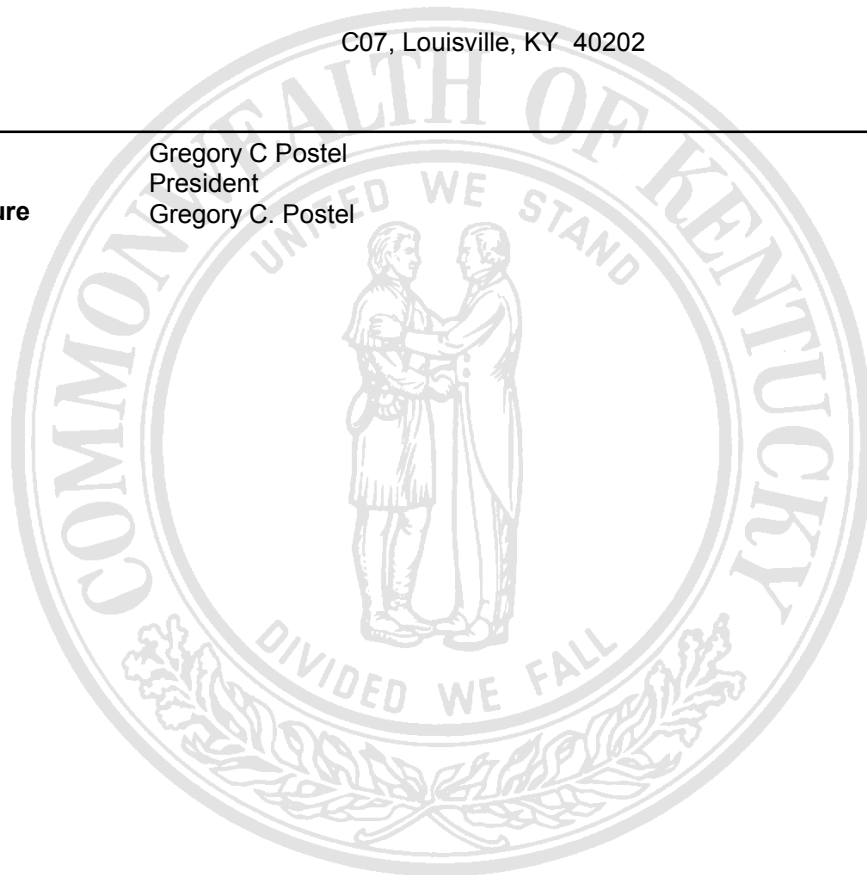 C07, Louisville, KY 40202
Gregory C Postel
President
ure Gregory C. Postel
COMMONWEALTH OF KENTUCKY
UNITED WE STAND
DIVIDED WE FALL